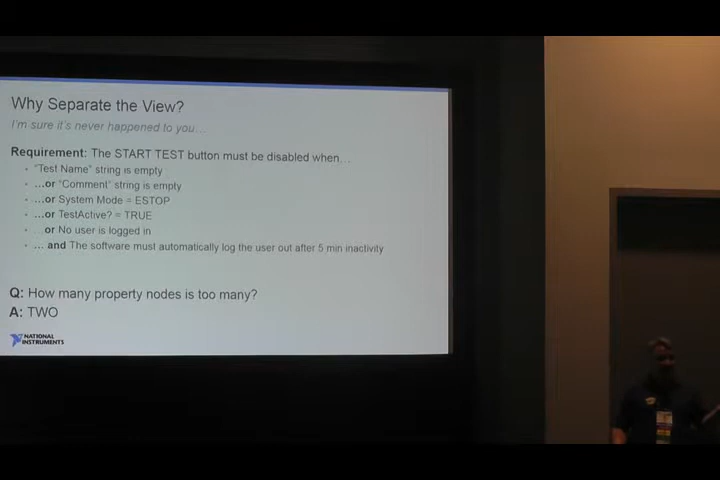 Why Separate the View?
I'm sure it's never happened to you…
Requirement: The START TEST button must be disabled when…
"Test Name" string is empty
…or "Comment" string is empty
…or System Mode = ESTOP
…or TestActive? = TRUE
or No user is logged in
… and The software must automatically log the user out after 5 min inactivity
Q: How many property nodes is too many?
A: TWO
NATIONAL
INSTRUMENTS